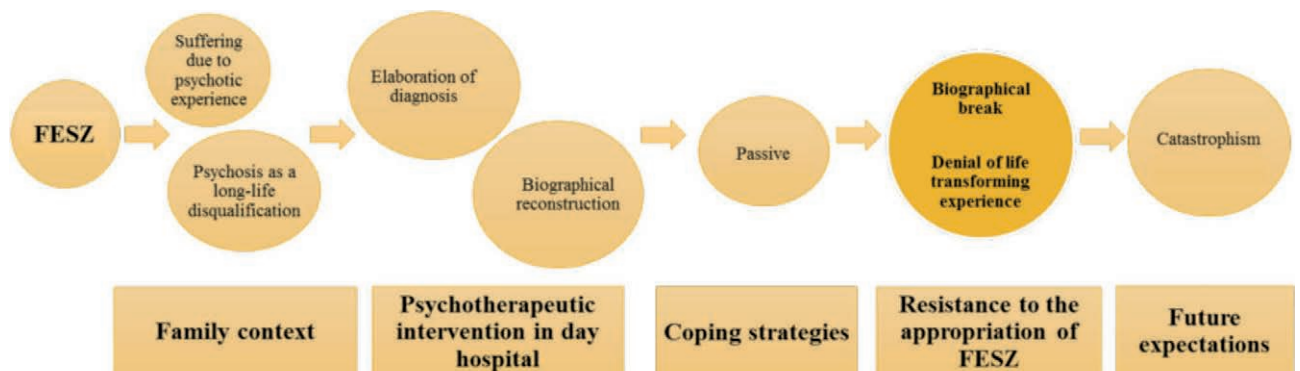 FESZ
Suffering
due to
psychotic
experience
Psychosis as a
long-life
disqualification
Elaboration of
diagnosis
Biographical
reconstruction
Passive
Biographical
break
Denial of life
transforming
experience
Catastrophism
Family context
Psychotherapeutic
intervention in day
hospital
Coping strategies
Resistance to the
appropriation of
FESZ
Future
expectations